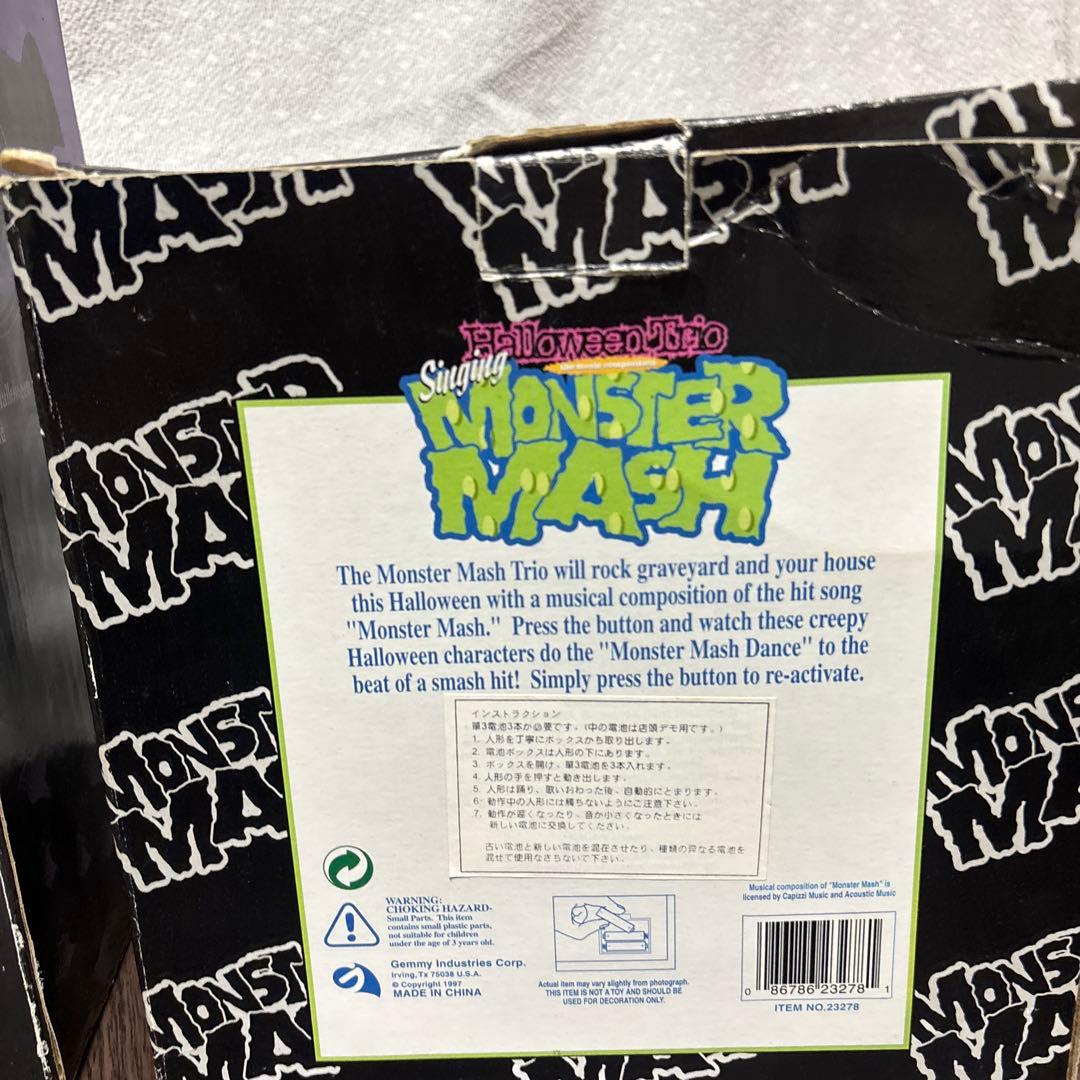 MONSTER MASH
Halloween Trio
the music composition
Singing
MONSTER
MASH
The Monster Mash Trio will rock graveyard and your house
this Halloween with a musical composition of the hit song
"Monster Mash." Press the button and watch these creepy
Halloween characters do the "Monster Mash Dance" to the
beat of a smash hit! Simply press the button to re-activate.
インストラクション
單3電池3本が必要です。(中の電池は店頭デモ用です。)
1. 人形を丁寧にボックスから取り出します。
2. 電池ボックスは人形の下にあります。
3. ボックスを開け、單3電池を3本入れます。
4. 人形の手を押すと動き出します。
5. 人形は踊り、歌いおわった後、自動的にとまります。
6. 動作中の人形には觸らないようにご注意下さい。
7. 動作が遅くなったり、音が小さくなったときには
新しい電池に交換してください。
古い電池と新しい電池を混在させたり、種類の異なる電池を
混ぜて使用なさらないで下さい。
WARNING:
CHOKING HAZARD-
Small Parts. This item
contains small plastic parts,
not suitable for children
under the age of 3 years old.
Gemmy Industries Corp.
Irving, Tx 75038 U.S.A.
© Copyright 1997
MADE IN CHINA
Actual item may vary slightly from photograph.
THIS ITEM IS NOT A TOY AND SHOULD BE
USED FOR DECORATION ONLY.
Musical composition of "Monster Mash" is
licensed by Capizzi Music and Acoustic Music
0 86786 23278 1
ITEM NO.23278